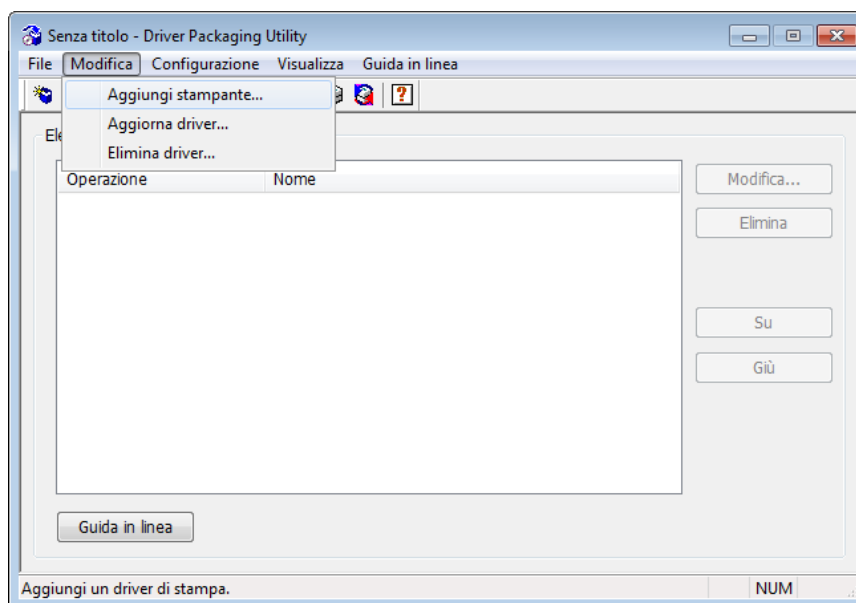 Senza titolo - Driver Packaging Utility
File Modifica Configurazione Visualizza Guida in linea
Aggiungi stampante...
Aggiorna driver...
Elimina driver...
Operazione Nome
Modifica...
Elimina
Su
Giù
Guida in linea
Aggiungi un driver di stampa. NUM